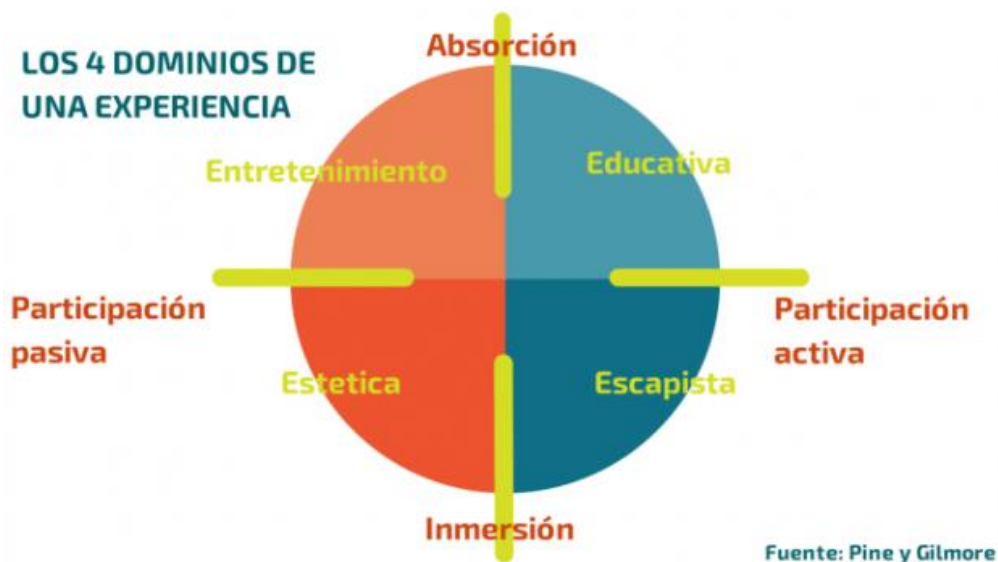 LOS 4 DOMINIOS DE
UNA EXPERIENCIA
Absorción
Entretenimiento
Educativa
Participación
pasiva
Participación
activa
Estetica
Escapista
Inmersión
Fuente: Pine y Gilmore